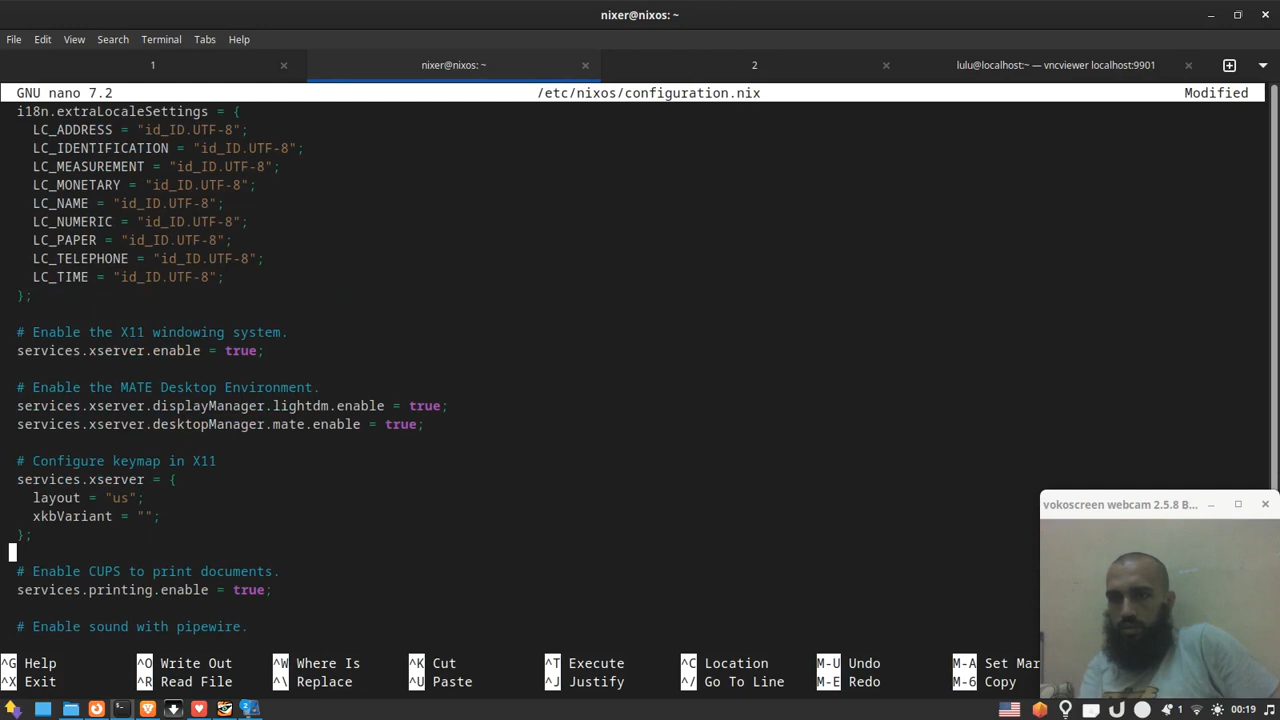 nixer@nixos: ~
File Edit View Search Terminal Tabs Help
1 nixer@nixos: ~ 2 lulu@localhost:~ — vncviewer localhost:9901
GNU nano 7.2 /etc/nixos/configuration.nix Modified
i18n.extraLocaleSettings = {
LC_ADDRESS = "id_ID.UTF-8";
LC_IDENTIFICATION = "id_ID.UTF-8";
LC_MEASUREMENT = "id_ID.UTF-8";
LC_MONETARY = "id_ID.UTF-8";
LC_NAME = "id_ID.UTF-8";
LC_NUMERIC = "id_ID.UTF-8";
LC_PAPER = "id_ID.UTF-8";
LC_TELEPHONE = "id_ID.UTF-8";
LC_TIME = "id_ID.UTF-8";
};
# Enable the X11 windowing system.
services.xserver.enable = true;
# Enable the MATE Desktop Environment.
services.xserver.displayManager.lightdm.enable = true;
services.xserver.desktopManager.mate.enable = true;
# Configure keymap in X11
services.xserver = {
layout = "us";
xkbVariant = "";
};
# Enable CUPS to print documents.
services.printing.enable = true;
# Enable sound with pipewire.
vokoscreen webcam 2.5.8 B...
^G Help ^O Write Out ^W Where Is ^K Cut ^T Execute ^C Location M-U Undo M-A Set Mar
^X Exit ^R Read File ^\ Replace ^U Paste ^J Justify ^/ Go To Line M-E Redo M-6 Copy
2 1 00:19